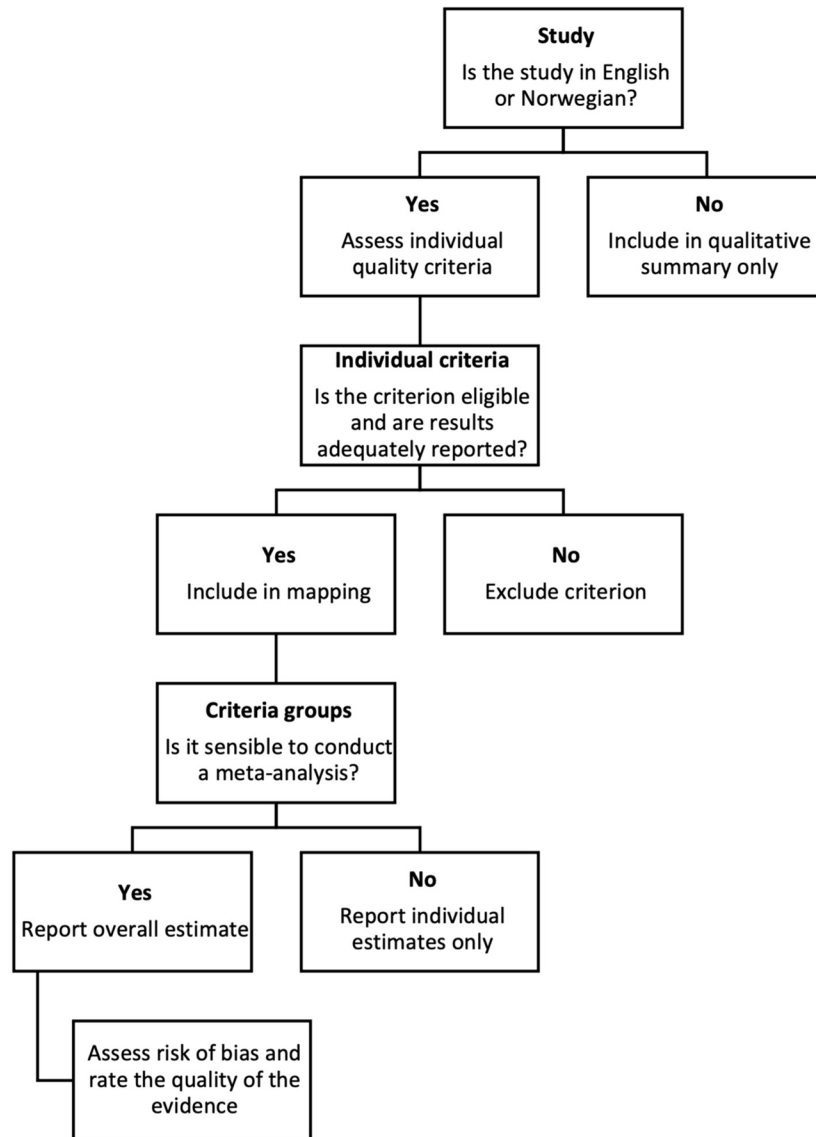 Study
Is the study in English
or Norwegian?
Yes
Assess individual
quality criteria
No
Include in qualitative
summary only
Individual criteria
Is the criterion eligible
and are results
adequately reported?
Yes
Include in mapping
No
Exclude criterion
Criteria groups
Is it sensible to conduct
a meta-analysis?
Yes
Report overall estimate
No
Report individual
estimates only
Assess risk of bias and
rate the quality of the
evidence